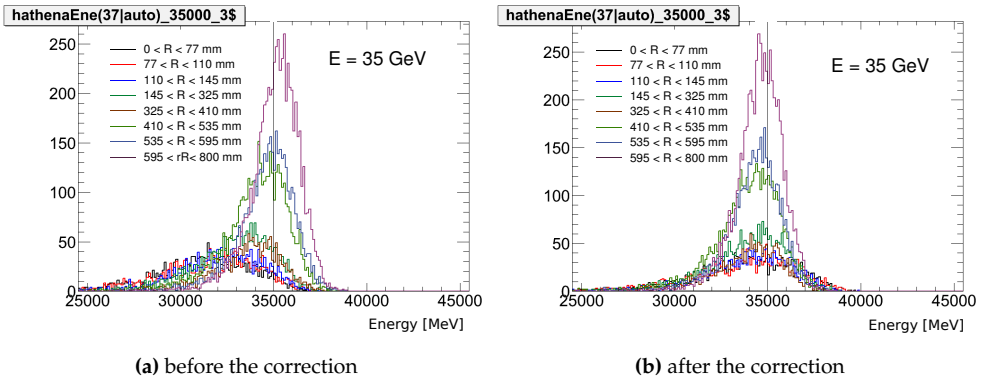 hathenaEne(37|auto)_35000_3$
250
200
150
100
50
0
0 < R < 77 mm
77 < R < 110 mm
110 < R < 145 mm
145 < R < 325 mm
325 < R < 410 mm
410 < R < 535 mm
535 < R < 595 mm
595 < rR< 800 mm
E = 35 GeV
25000 30000 35000 40000 45000
Energy [MeV]
(a) before the correction
hathenaEne(37|auto)_35000_3$
250
200
150
100
50
0
0 < R < 77 mm
77 < R < 110 mm
110 < R < 145 mm
145 < R < 325 mm
325 < R < 410 mm
410 < R < 535 mm
535 < R < 595 mm
595 < R < 800 mm
E = 35 GeV
25000 30000 35000 40000 45000
Energy [MeV]
(b) after the correction